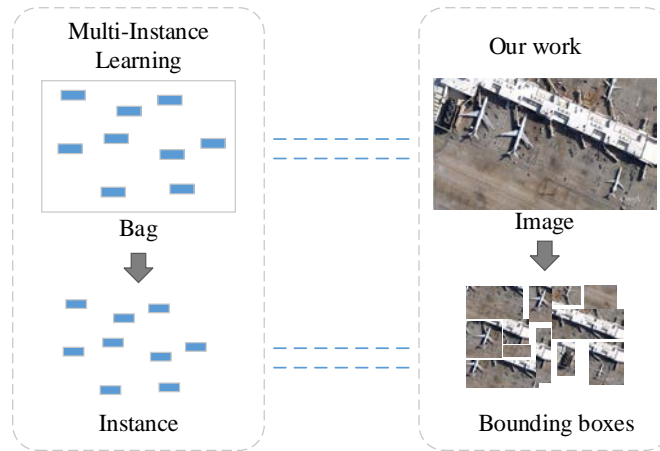 Multi-Instance
Learning
Bag
Instance
Our work
Image
Bounding boxes